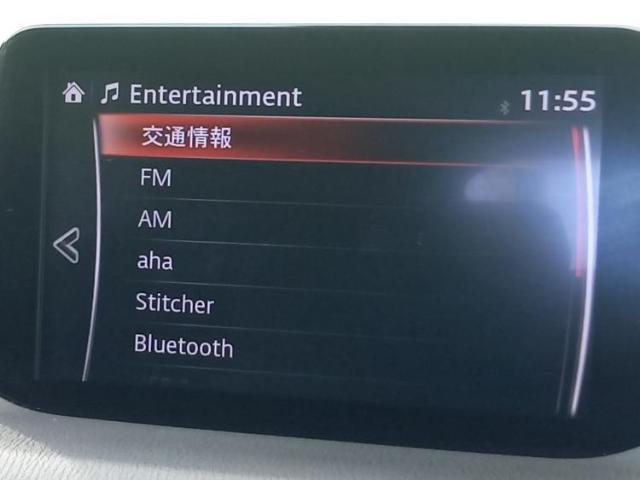 Entertainment
11:55
交通情報
FM
AM
aha
Stitcher
Bluetooth